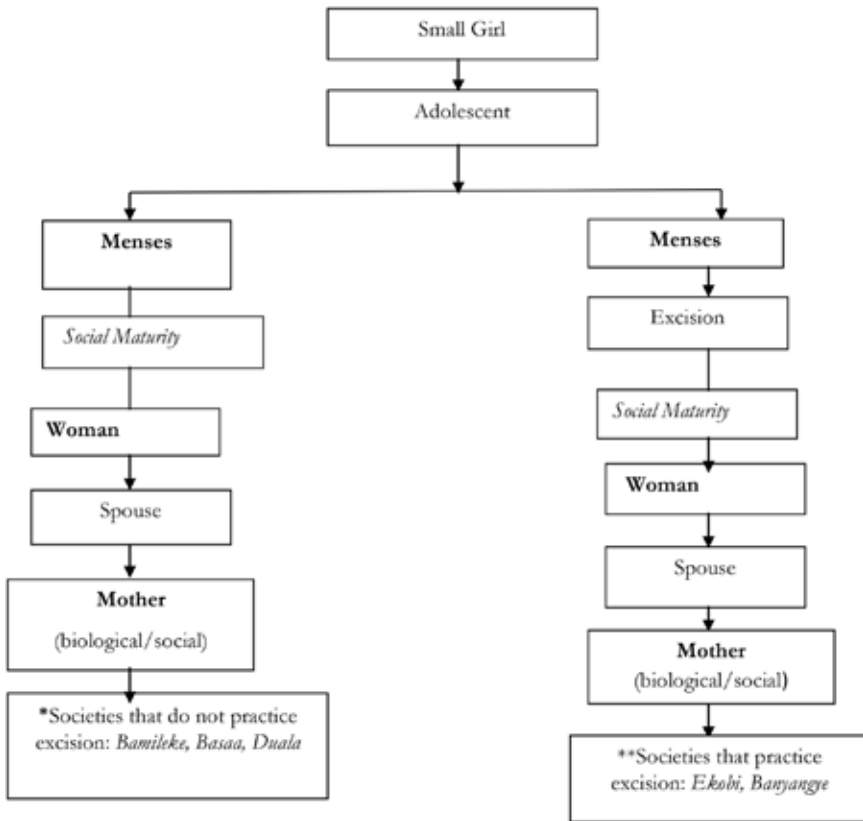 Small Girl
Adolescent
Menses
Social Maturity
Woman
Spouse
Mother
(biological/social)
*Societies that do not practice
excision: Bamileke, Basaa, Duala
Menses
Excision
Social Maturity
Woman
Spouse
Mother
(biological/social)
**Societies that practice
excision: Ekobi, Banyangye